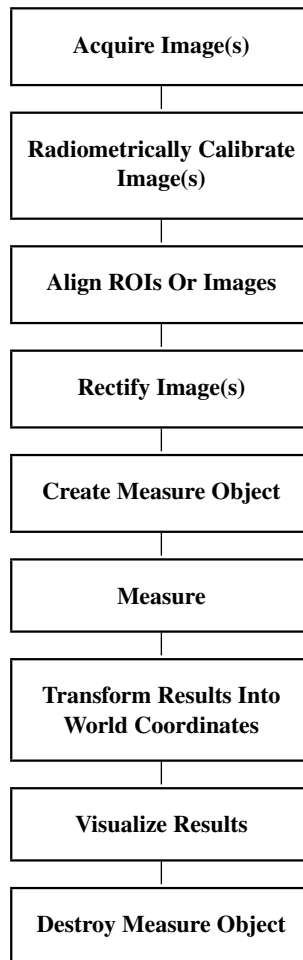 Acquire Image(s)
Radiometrically Calibrate
Image(s)
Align ROIs Or Images
Rectify Image(s)
Create Measure Object
Measure
Transform Results Into
World Coordinates
Visualize Results
Destroy Measure Object